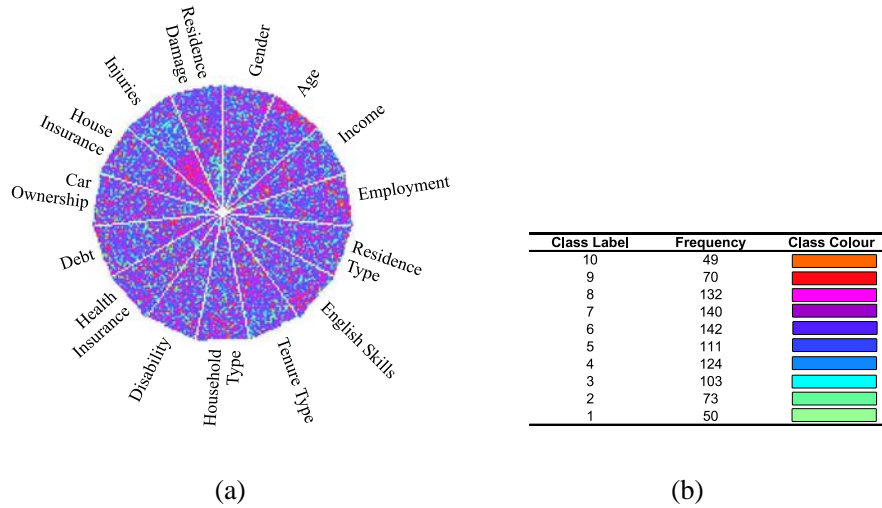 Residence
Damage
Gender
Age
Income
Employment
Residence
Type
English Skills
Tenure Type
Household
Type
Disability
Health
Insurance
Debt
Car
Ownership
House
Insurance
Injuries
Class Label Frequency Class Colour
10 49
9 70
8 132
7 140
6 142
5 111
4 124
3 103
2 73
1 50
(a) (b)